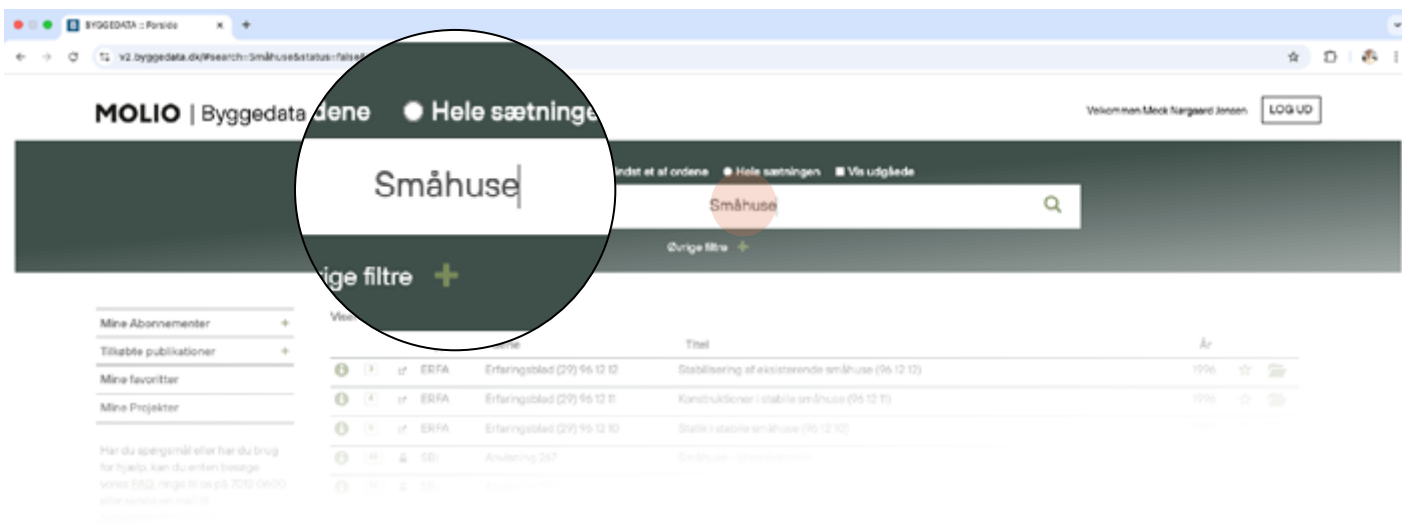 BYGGEDATA :: Forside
v2.byggedata.dk/#search=Småhuse&status=false
MOLIO | Byggedata
Velkommen Meck Nørgaard Jensen
LOG UD
dene Hele sætninge
Småhuse
ige filtre +
et af ordene Hele sætningen Vis udgåede
Småhuse
Øvrige filtre +
Mine Abonnementer +
Tilkøbte publikationer +
Mine favoritter
Mine Projekter
Har du spørgsmål eller har du brug
for hjælp, kan du enten besøge
vores FAQ, ringe til os på 7012 0600
Titel År
ERFA Erfaringsblad (29) 96 12 12 Stabilisering af eksisterende småhuse (96 12 12) 1996
ERFA Erfaringsblad (29) 96 12 11 Konstruktioner i stabile småhuse (96 12 11) 1996
ERFA Erfaringsblad (29) 96 12 10 Statik i stabile småhuse (96 12 10)
SBi Anvisning 267
SBi